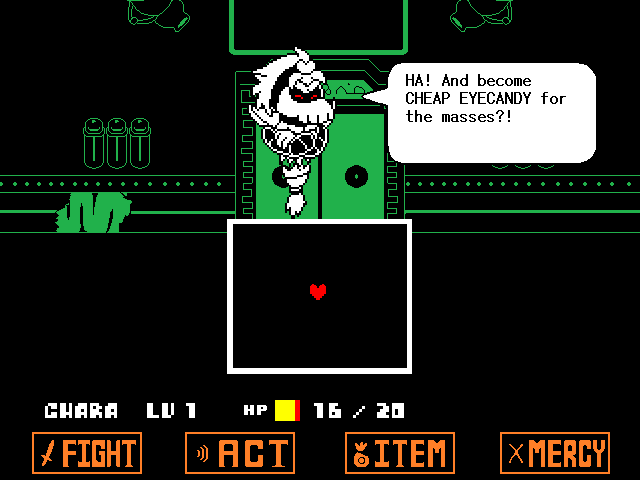 HA! And become
CHEAP EYECANDY for
the masses?!
CHARA LV 1 HP 16 / 20
FIGHT ACT ITEM MERCY